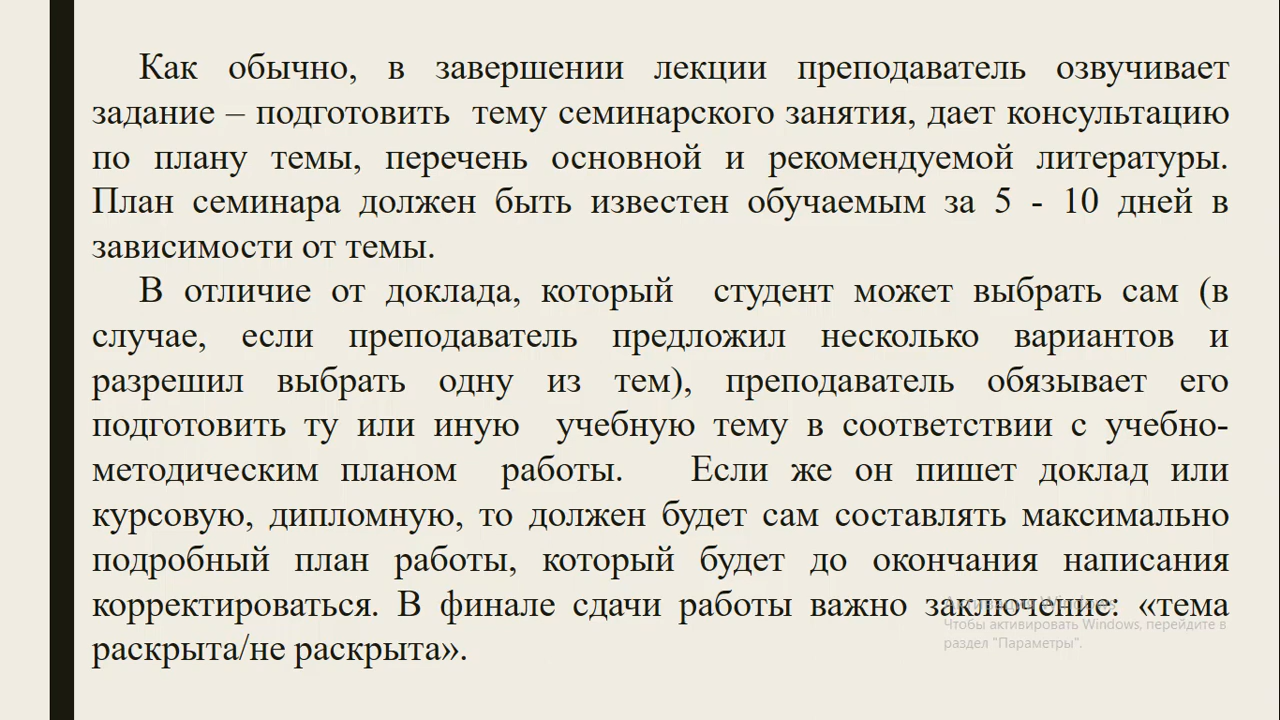 Как обычно, в завершении лекции преподаватель озвучивает
задание – подготовить тему семинарского занятия, дает консультацию
по плану темы, перечень основной и рекомендуемой литературы.
План семинара должен быть известен обучаемым за 5 - 10 дней в
зависимости от темы.
В отличие от доклада, который студент может выбрать сам (в
случае, если преподаватель предложил несколько вариантов и
разрешил выбрать одну из тем), преподаватель обязывает его
подготовить ту или иную учебную тему в соответствии с учебно-
методическим планом работы. Если же он пишет доклад или
курсовую, дипломную, то должен будет сам составлять максимально
подробный план работы, который будет до окончания написания
корректироваться. В финале сдачи работы важно заключение: «тема
раскрыта/не раскрыта».
Активация Windows
Чтобы активировать Windows, перейдите в
раздел "Параметры".